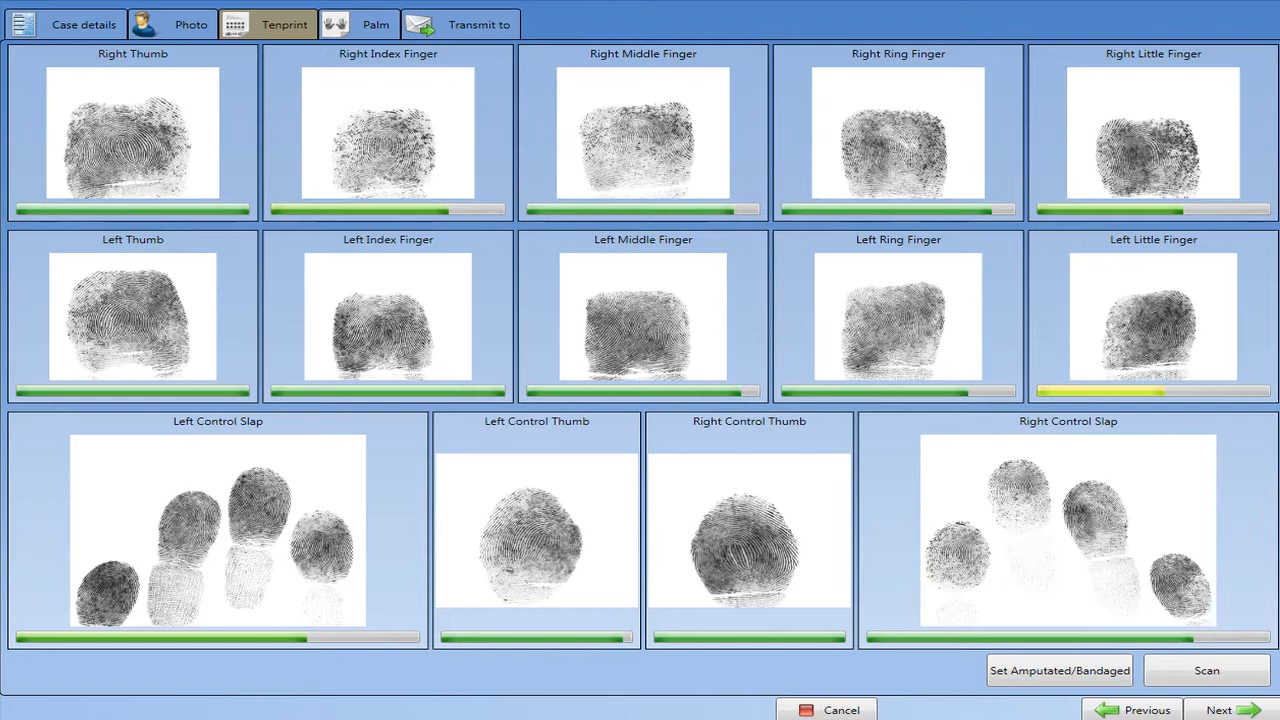 Case details Photo Tenprint Palm Transmit to
Right Thumb Right Index Finger Right Middle Finger Right Ring Finger Right Little Finger
Left Thumb Left Index Finger Left Middle Finger Left Ring Finger Left Little Finger
Left Control Slap Left Control Thumb Right Control Thumb Right Control Slap
Set Amputated/Bandaged Scan
Cancel Previous Next